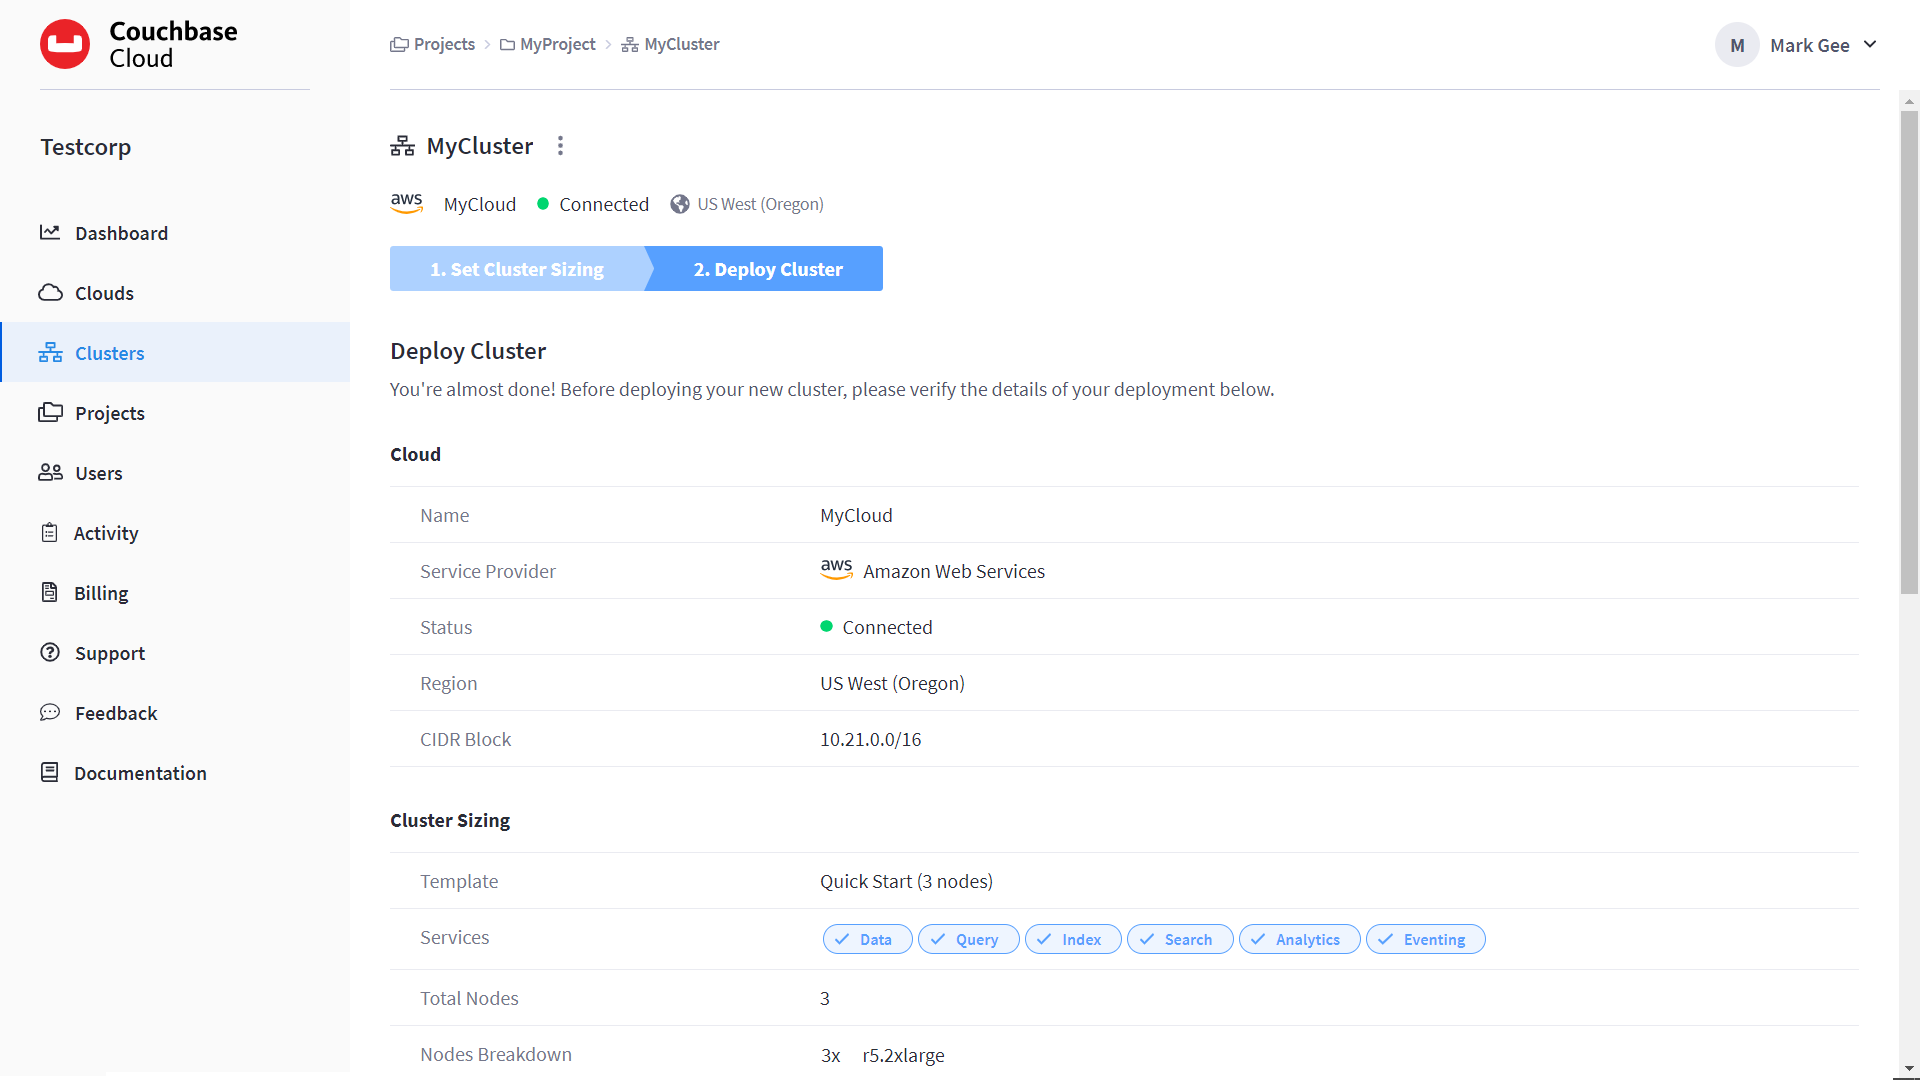 Couchbase
Cloud
Projects MyProject MyCluster
M Mark Gee
Testcorp
Dashboard
Clouds
Clusters
Projects
Users
Activity
Billing
Support
Feedback
Documentation
MyCluster
aws MyCloud Connected US West (Oregon)
1. Set Cluster Sizing 2. Deploy Cluster
Deploy Cluster
You're almost done! Before deploying your new cluster, please verify the details of your deployment below.
Cloud
Name MyCloud
Service Provider aws Amazon Web Services
Status Connected
Region US West (Oregon)
CIDR Block 10.21.0.0/16
Cluster Sizing
Template Quick Start (3 nodes)
Services Data Query Index Search Analytics Eventing
Total Nodes 3
Nodes Breakdown 3x r5.2xlarge